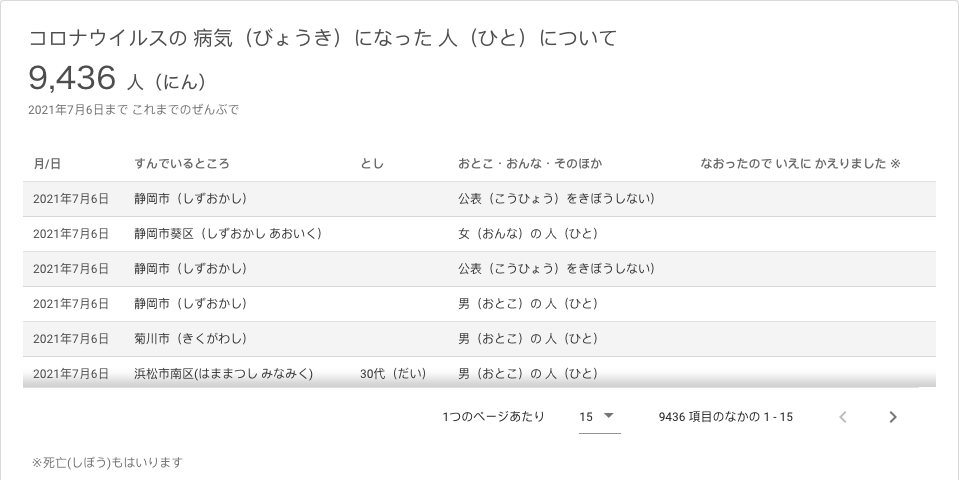 コロナウイルスの 病気（びょうき）になった 人（ひと）について
9,436 人（にん）
2021年7月6日まで これまでのぜんぶで
月/日 すんでいるところ とし おとこ・おんな・そのほか なおったので いえに かえりました ※
2021年7月6日 静岡市（しずおかし） 公表（こうひょう）をきぼうしない）
2021年7月6日 静岡市葵区（しずおかし あおいく） 女（おんな）の 人（ひと）
2021年7月6日 静岡市（しずおかし） 公表（こうひょう）をきぼうしない）
2021年7月6日 静岡市（しずおかし） 男（おとこ）の 人（ひと）
2021年7月6日 菊川市（きくがわし） 男（おとこ）の 人（ひと）
2021年7月6日 浜松市南区(はままつし みなみく) 30代（だい） 男（おとこ）の 人（ひと）
1つのページあたり 15 9436 項目のなかの 1 - 15
※死亡(しぼう)もはいります